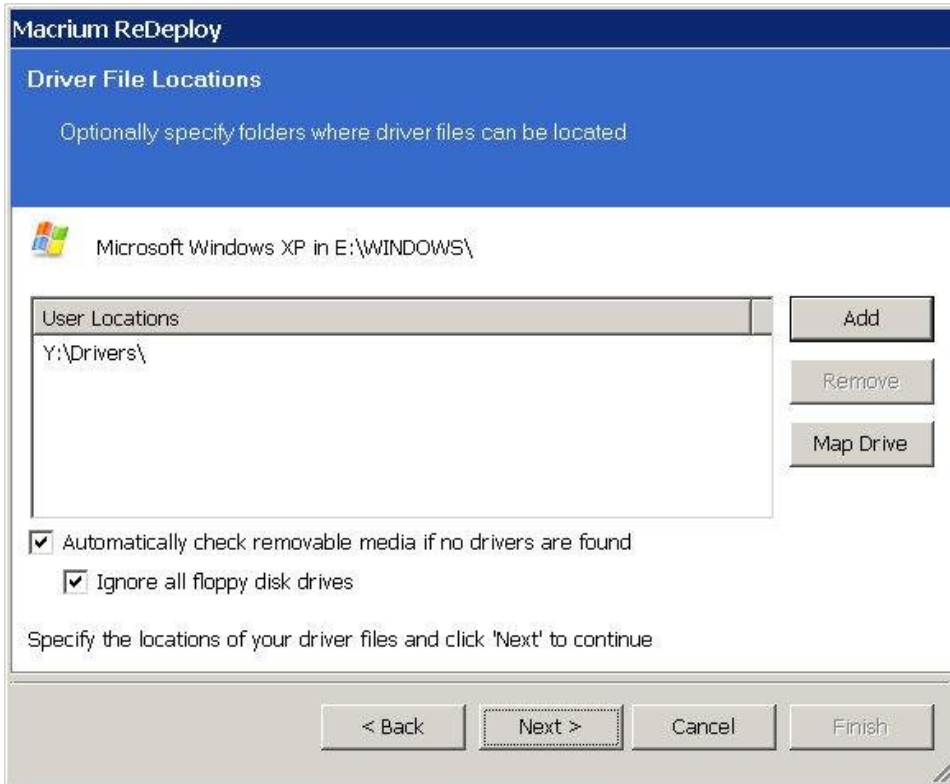 Macrium ReDeploy
Driver File Locations
Optionally specify folders where driver files can be located
Microsoft Windows XP in E:\WINDOWS\
User Locations
Add
Y:\Drivers\
Remove
Map Drive
Automatically check removable media if no drivers are found
Ignore all floppy disk drives
Specify the locations of your driver files and click 'Next' to continue
< Back Next > Cancel Finish